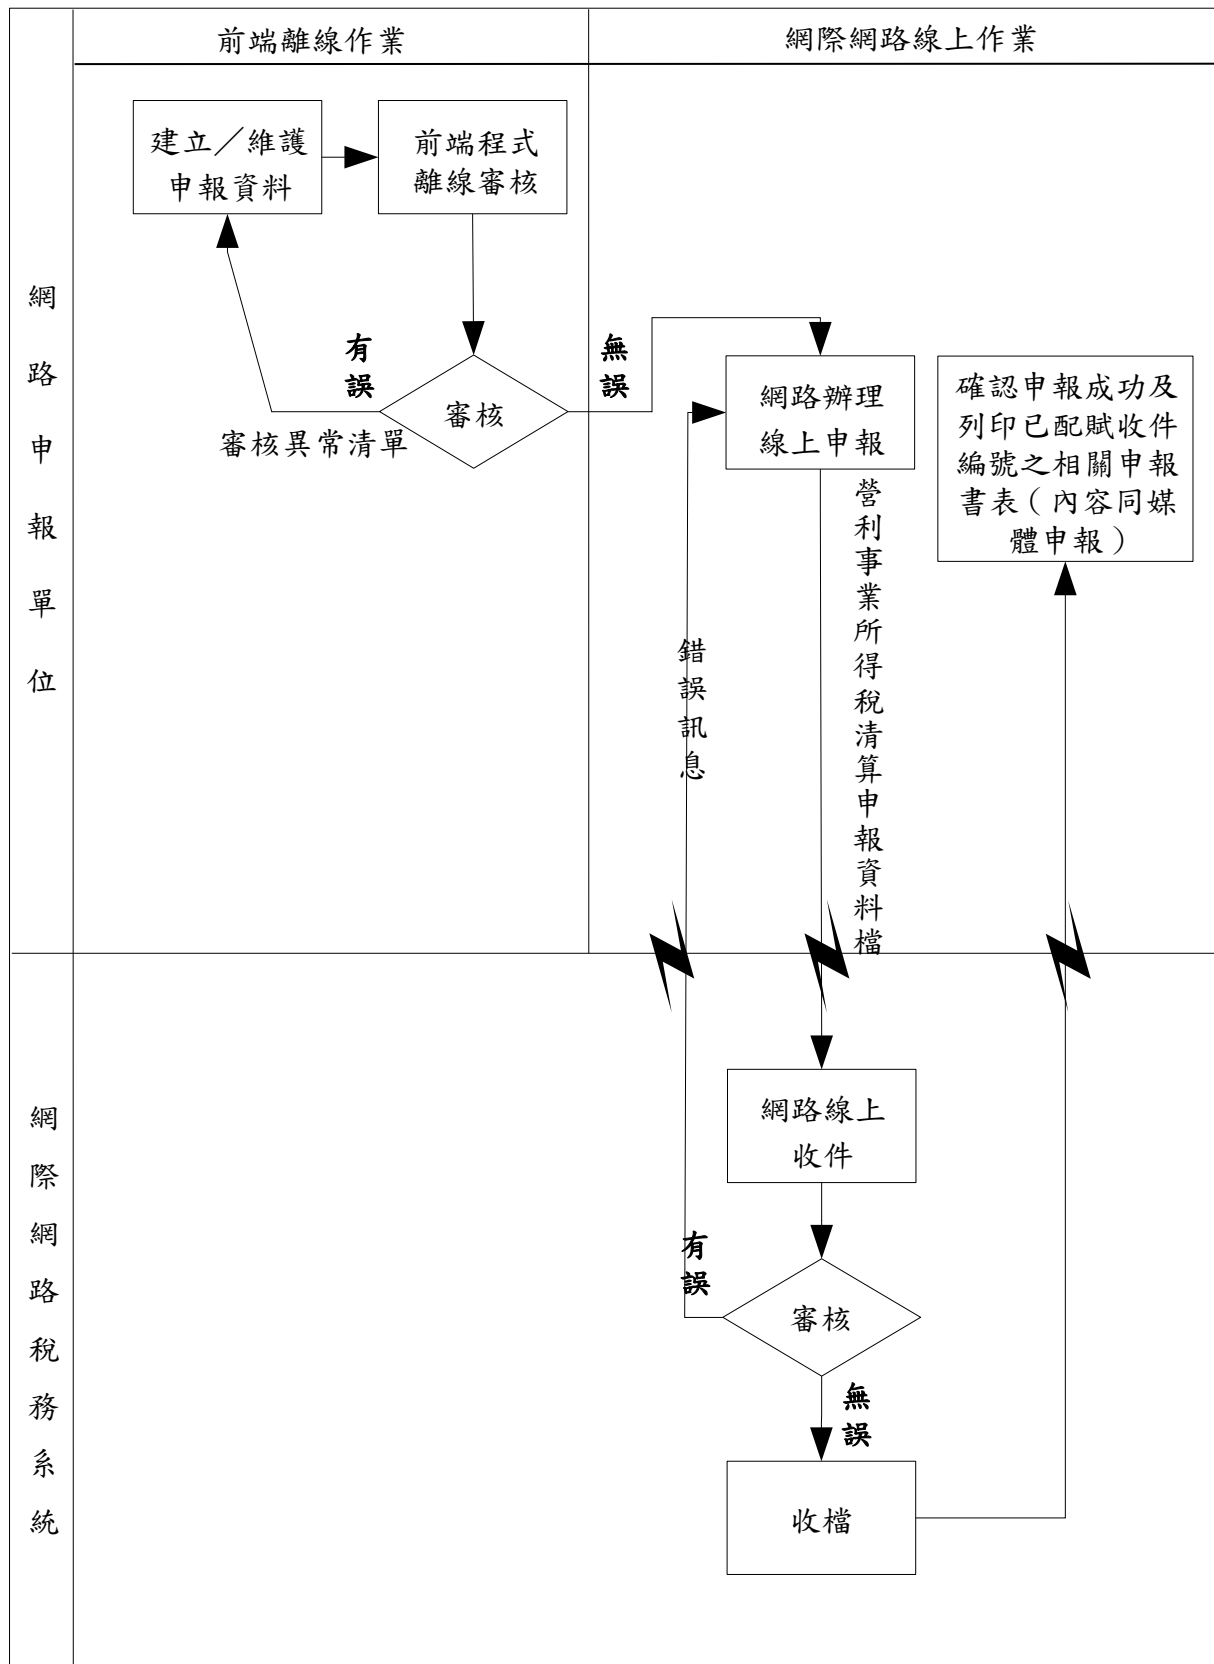 前端離線作業
網際網路線上作業
網路申報單位
建立／維護
申報資料
前端程式
離線審核
有誤
無誤
審核
審核異常清單
網路辦理
線上申報
確認申報成功及
列印已配賦收件
編號之相關申報
書表（內容同媒
體申報）
營利事業所得稅清算申報資料檔
錯誤訊息
網際網路稅務系統
網路線上
收件
有誤
審核
無誤
收檔